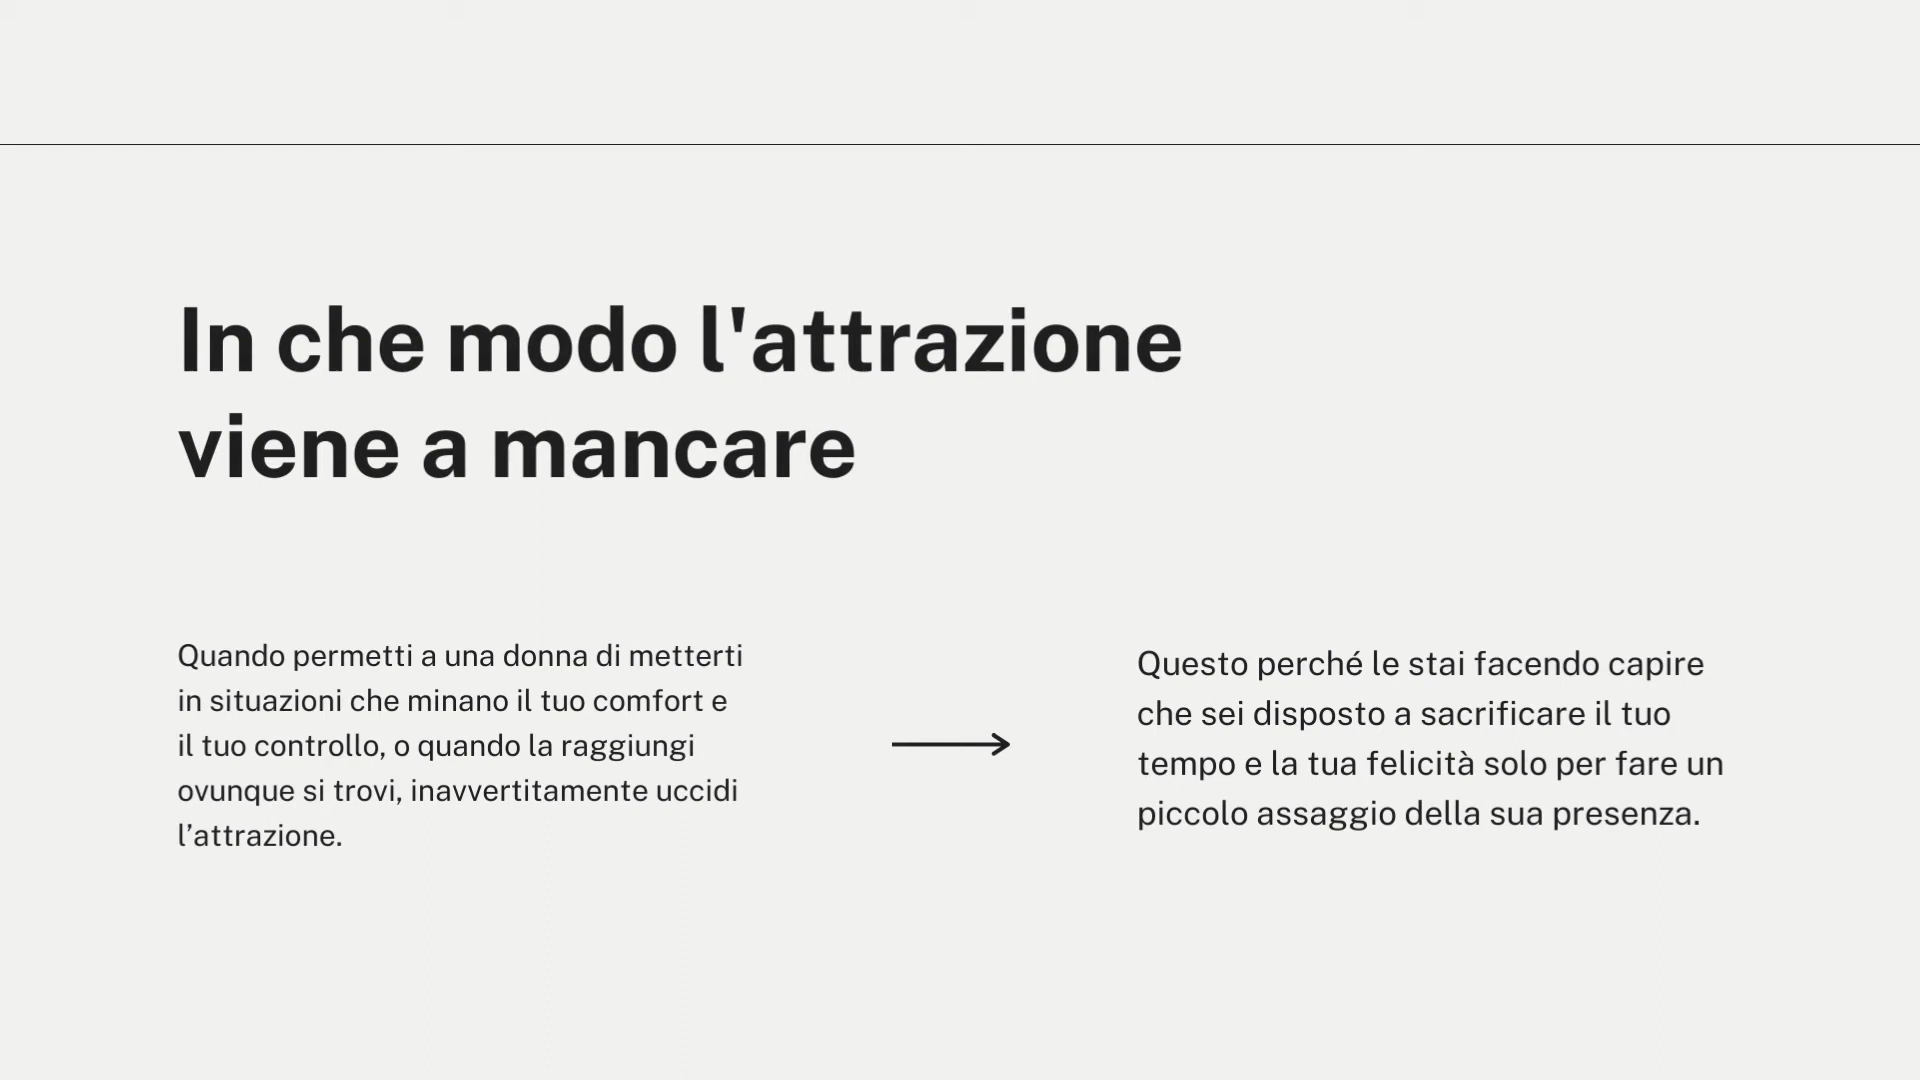 In che modo l'attrazione
viene a mancare
Quando permetti a una donna di metterti
in situazioni che minano il tuo comfort e
il tuo controllo, o quando la raggiungi
ovunque si trovi, inavvertitamente uccidi
l’attrazione.
Questo perché le stai facendo capire
che sei disposto a sacrificare il tuo
tempo e la tua felicità solo per fare un
piccolo assaggio della sua presenza.